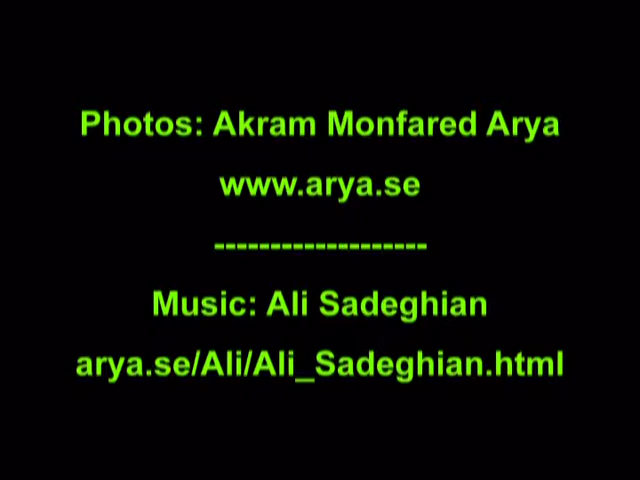 Photos: Akram Monfared Arya
www.arya.se
-------------------
Music: Ali Sadeghian
arya.se/Ali/Ali_Sadeghian.html